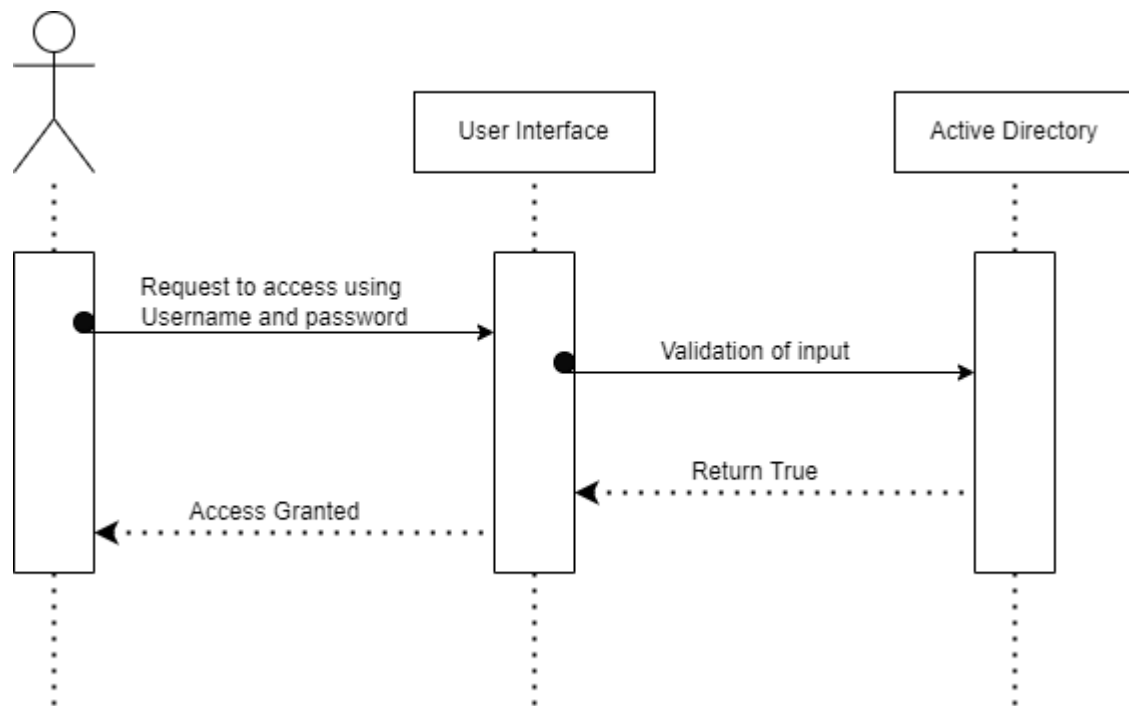 User Interface
Active Directory
Request to access using
Username and password
Validation of input
Return True
Access Granted